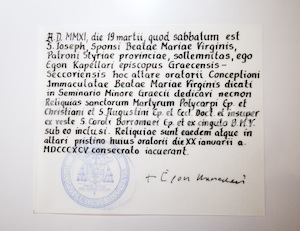 A.D. MMXI, die 19 martii, quod sabbatum est
S. Joseph, Sponsi Beatae Mariae Virginis,
Patroni Styriae provinciae, sollemnitas, ego
Egon Kapellari episcopus Graecensis-
Seccoviensis hoc altare oratorii Conceptioni
Immaculatae Beatae Mariae Virginis dicati
in Seminario Minore Graecii dedicavi necnon
Reliquias sanctorum Martyrum Polycarpi Ep. et
Christiani et S. Augustini Ep. et Eccl. Doct. et insuper
ex veste S. Caroli Borromaei Ep. et ex cingulo B.M.V.
sub eo inclusi. Reliquiae sunt eaedem atque in
altari pristino huius oratorii die XX ianuarii a.
MDCCCXCV consecrato iacuerant.
+ Egon Kapellari